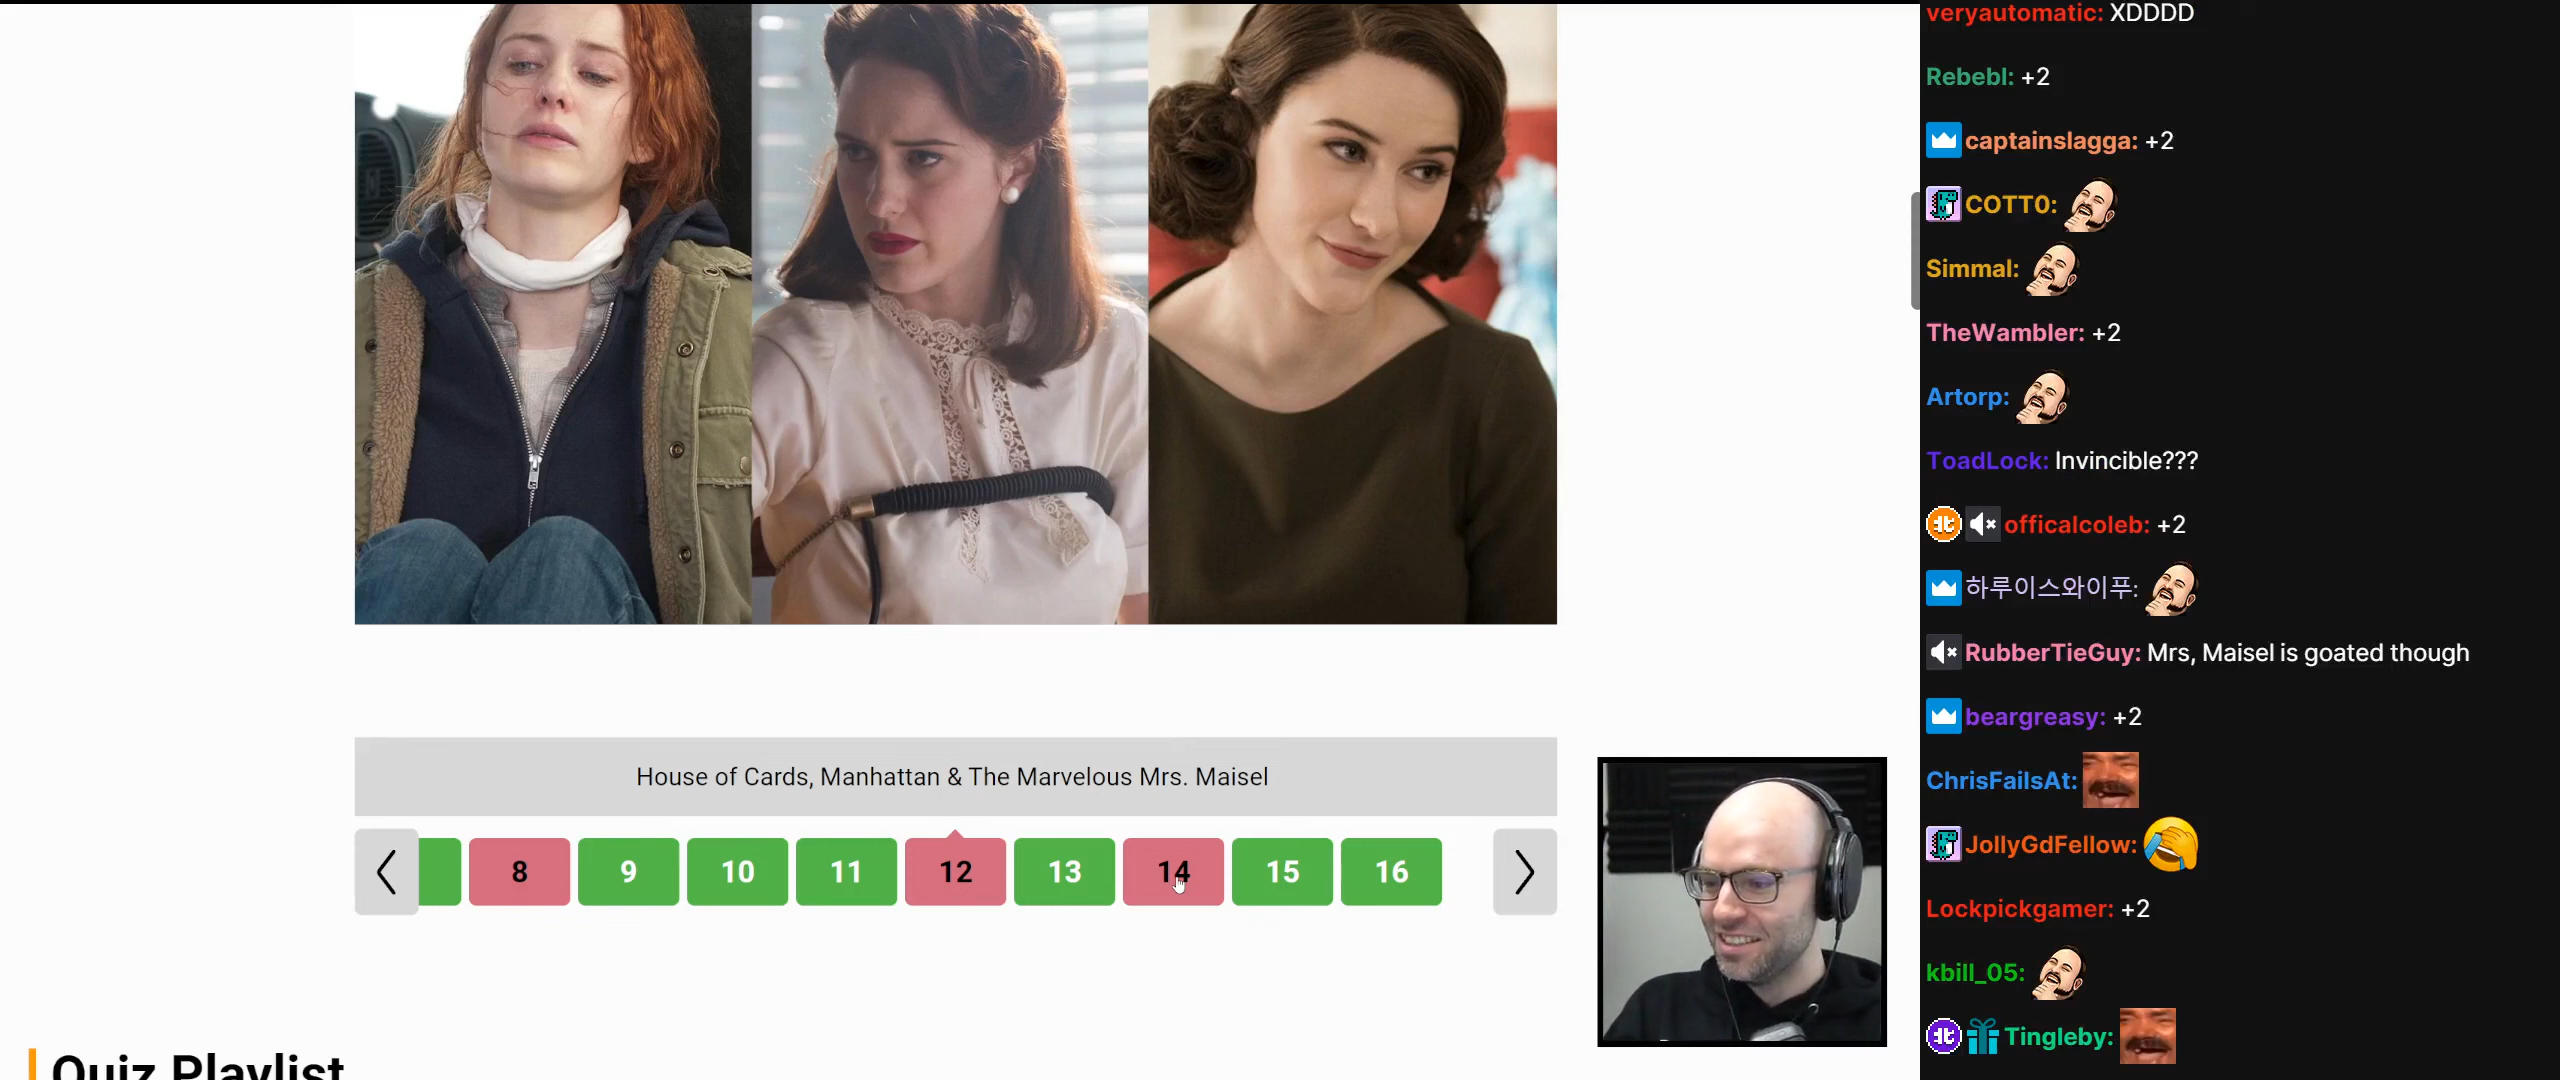 House of Cards, Manhattan & The Marvelous Mrs. Maisel
8
9
10
11
12
13
14
15
16
Quiz Playlist
veryautomatic: XDDDD
Rebebl: +2
captainslagga: +2
COTT0:
Simmal:
TheWambler: +2
Artorp:
ToadLock: Invincible???
officalcoleb: +2
하루이스와이푸:
RubberTieGuy: Mrs, Maisel is goated though
beargreasy: +2
ChrisFailsAt:
JollyGdFellow:
Lockpickgamer: +2
kbill_05:
Tingleby: